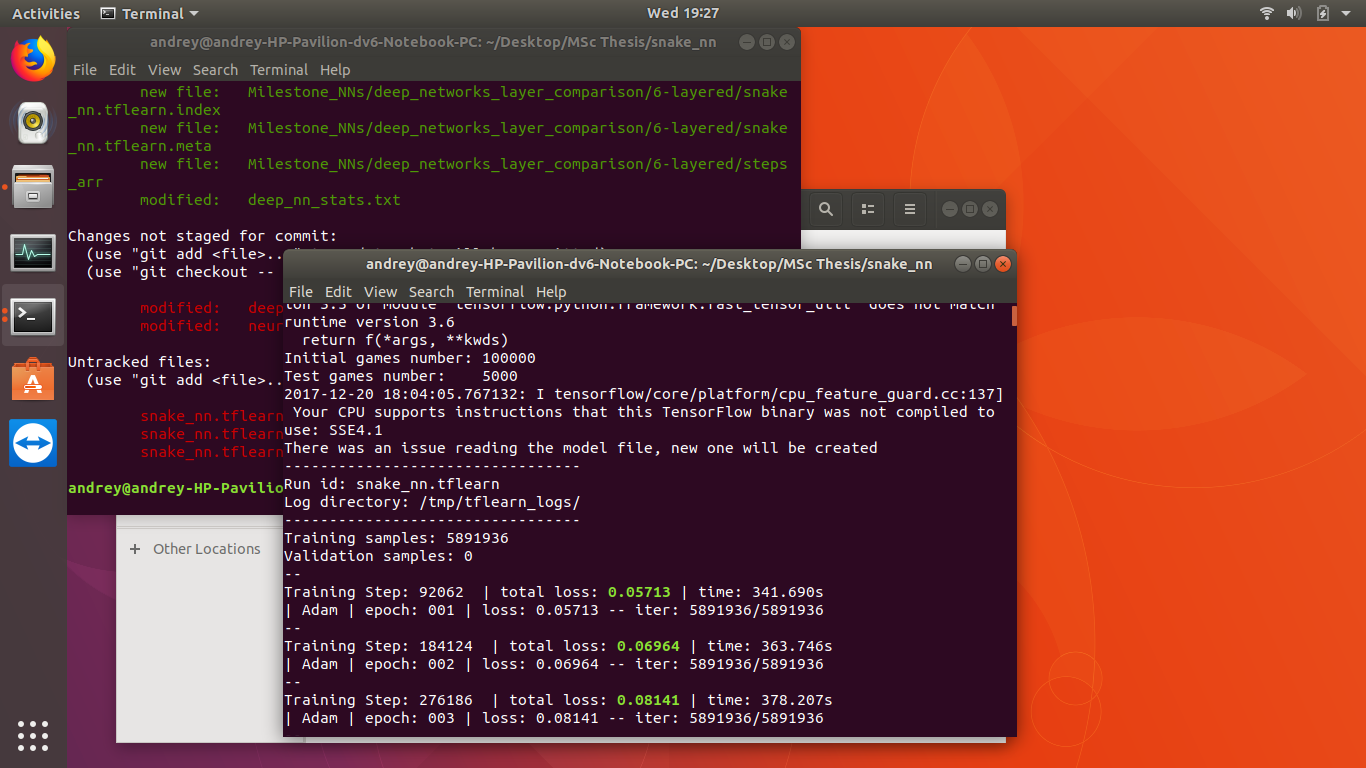 Activities
Terminal
Wed 19:27
andrey@andrey-HP-Pavilion-dv6-Notebook-PC: ~/Desktop/MSc Thesis/snake_nn
File Edit View Search Terminal Help
new file: Milestone_NNs/deep_networks_layer_comparison/6-layered/snake
_nn.tflearn.index
new file: Milestone_NNs/deep_networks_layer_comparison/6-layered/snake
_nn.tflearn.meta
new file: Milestone_NNs/deep_networks_layer_comparison/6-layered/steps
_arr
modified: deep_nn_stats.txt
Changes not staged for commit:
(use "git add <file>..
(use "git checkout --
modified: deep
modified: neur
Untracked files:
(use "git add <file>..
snake_nn.tflearn
snake_nn.tflearn
snake_nn.tflearn
andrey@andrey-HP-Pavilio
Other Locations
andrey@andrey-HP-Pavilion-dv6-Notebook-PC: ~/Desktop/MSc Thesis/snake_nn
File Edit View Search Terminal Help
ion 3.5 of module 'tensorflow.python.framework.fast_tensor_util' does not match
runtime version 3.6
return f(*args, **kwds)
Initial games number: 100000
Test games number: 5000
2017-12-20 18:04:05.767132: I tensorflow/core/platform/cpu_feature_guard.cc:137]
Your CPU supports instructions that this TensorFlow binary was not compiled to
use: SSE4.1
There was an issue reading the model file, new one will be created
---------------------------------
Run id: snake_nn.tflearn
Log directory: /tmp/tflearn_logs/
---------------------------------
Training samples: 5891936
Validation samples: 0
--
Training Step: 92062 | total loss: 0.05713 | time: 341.690s
| Adam | epoch: 001 | loss: 0.05713 -- iter: 5891936/5891936
--
Training Step: 184124 | total loss: 0.06964 | time: 363.746s
| Adam | epoch: 002 | loss: 0.06964 -- iter: 5891936/5891936
--
Training Step: 276186 | total loss: 0.08141 | time: 378.207s
| Adam | epoch: 003 | loss: 0.08141 -- iter: 5891936/5891936